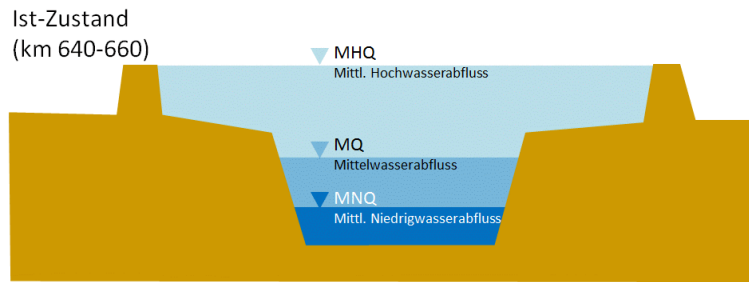 Ist-Zustand
(km 640-660)
MHQ
Mittl. Hochwasserabfluss
MQ
Mittelwasserabfluss
MNQ
Mittl. Niedrigwasserabfluss